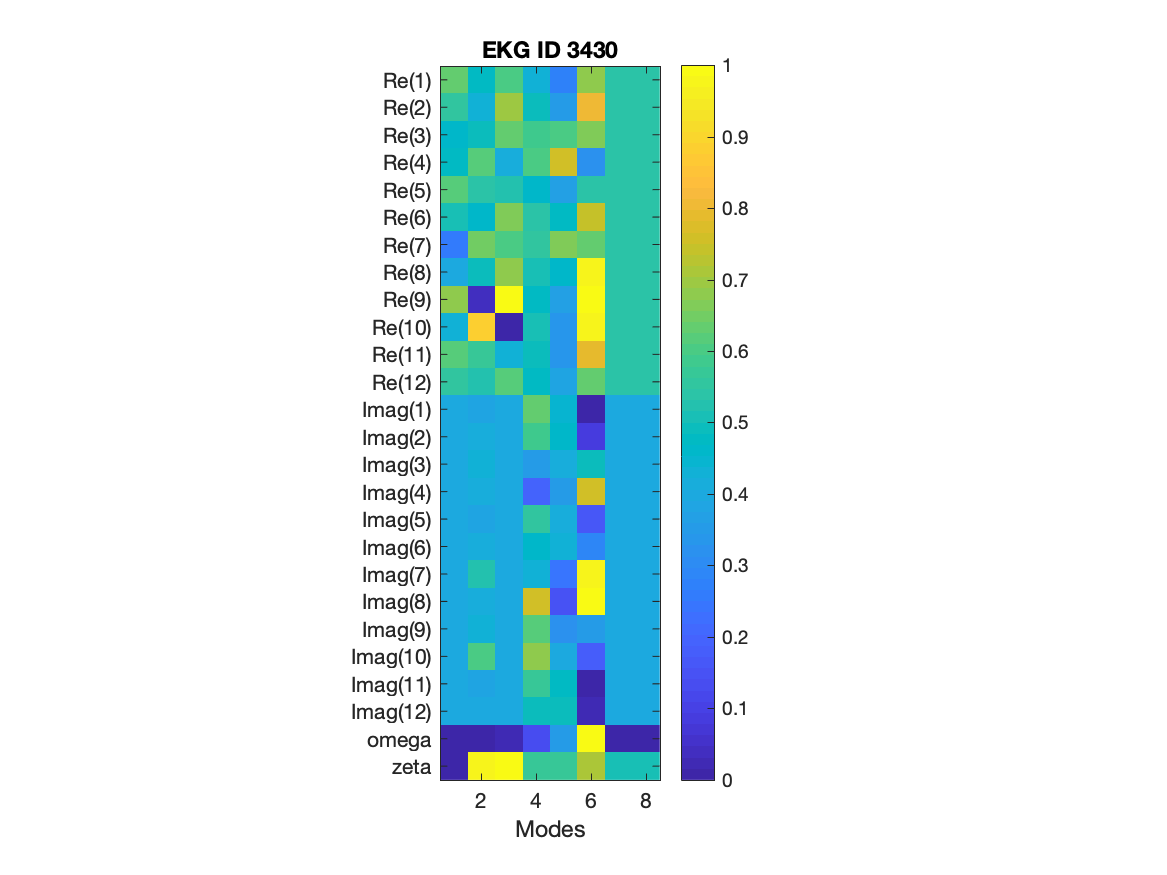 EKG ID 3430
Re(1)
Re(2)
Re(3)
Re(4)
Re(5)
Re(6)
Re(7)
Re(8)
Re(9)
Re(10)
Re(11)
Re(12)
Imag(1)
Imag(2)
Imag(3)
Imag(4)
Imag(5)
Imag(6)
Imag(7)
Imag(8)
Imag(9)
Imag(10)
Imag(11)
Imag(12)
omega
zeta
2 4 6 8
Modes
1
0.9
0.8
0.7
0.6
0.5
0.4
0.3
0.2
0.1
0